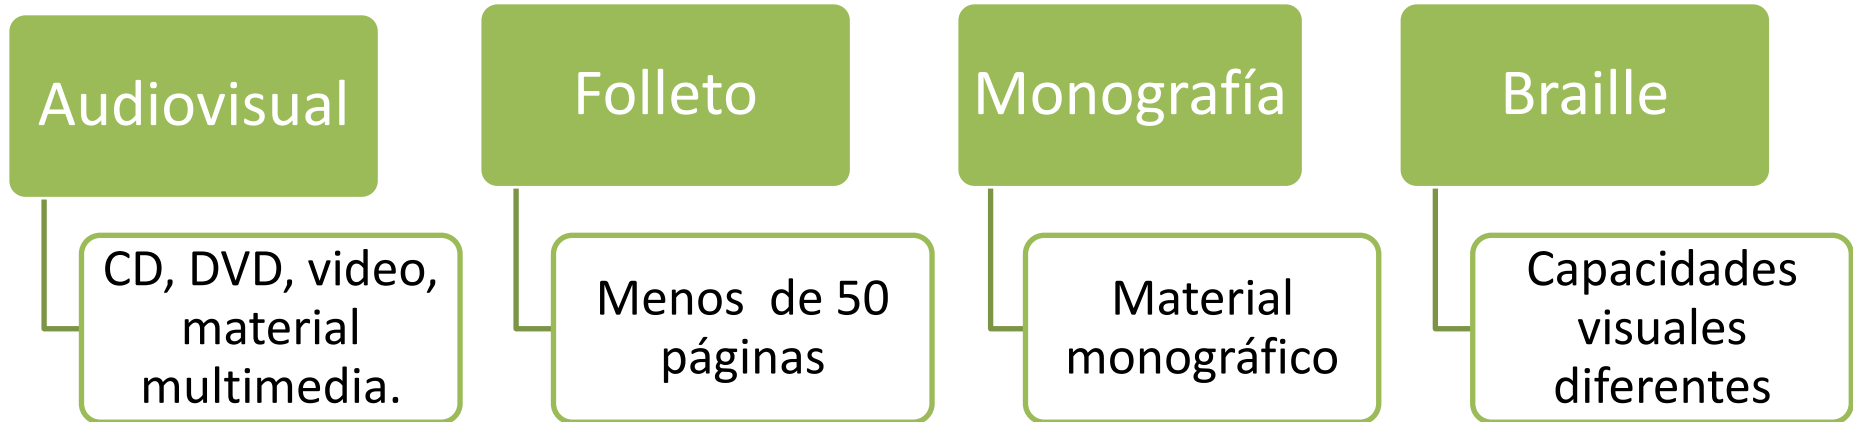 Audiovisual
CD, DVD, video,
material
multimedia.
Folleto
Menos  de 50
páginas
Monografía
Material
monográfico
Braille
Capacidades
visuales
diferentes